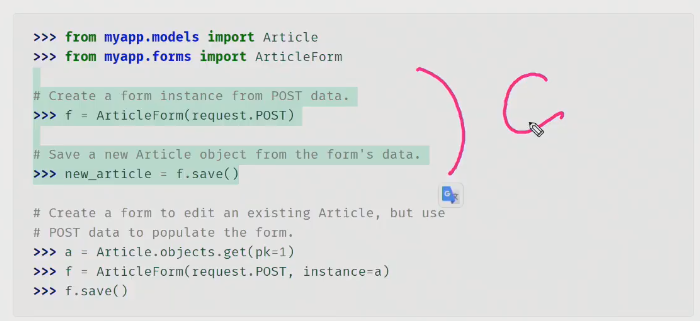 >>> from myapp.models import Article
>>> from myapp.forms import ArticleForm
# Create a form instance from POST data.
>>> f = ArticleForm(request.POST)
# Save a new Article object from the form's data.
>>> new_article = f.save()
# Create a form to edit an existing Article, but use
# POST data to populate the form.
>>> a = Article.objects.get(pk=1)
>>> f = ArticleForm(request.POST, instance=a)
>>> f.save()